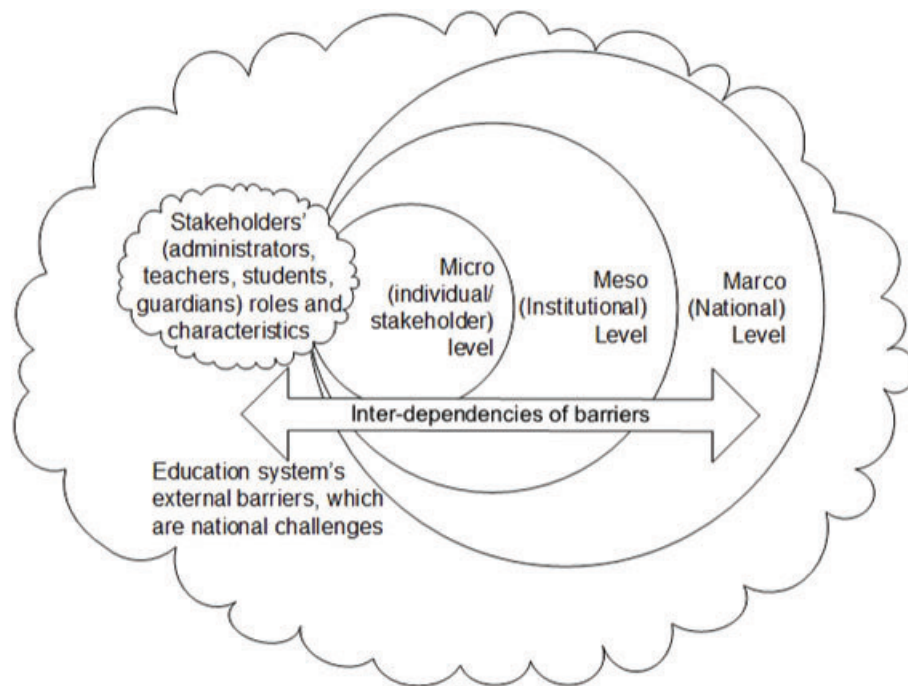 Stakeholders'
(administrators,
teachers, students,
guardians) roles and
characteristics
Micro
(individual/
stakeholder)
level
Meso
(Institutional)
Level
Marco
(National)
Level
Inter-dependencies of barriers
Education system's
external barriers, which
are national challenges